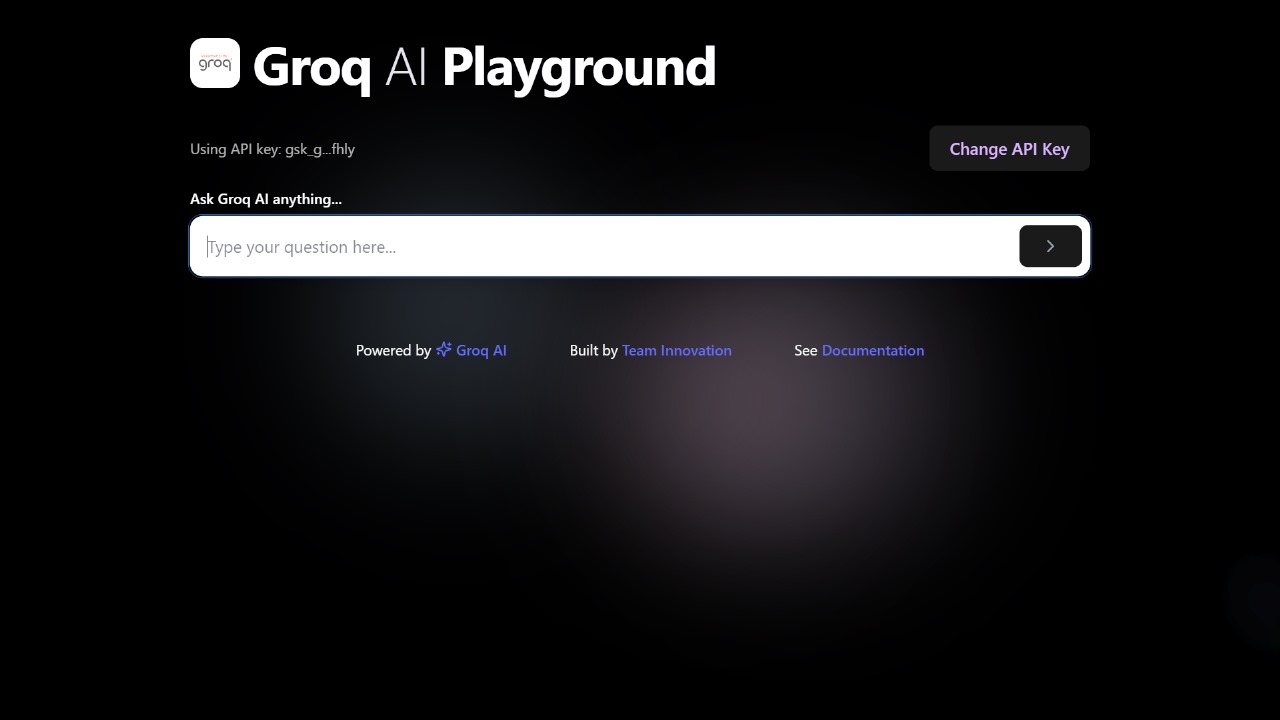 groq
Groq AI Playground
Using API key: gsk_g...fhly
Change API Key
Ask Groq AI anything...
Type your question here...
Powered by Groq AI
Built by Team Innovation
See Documentation